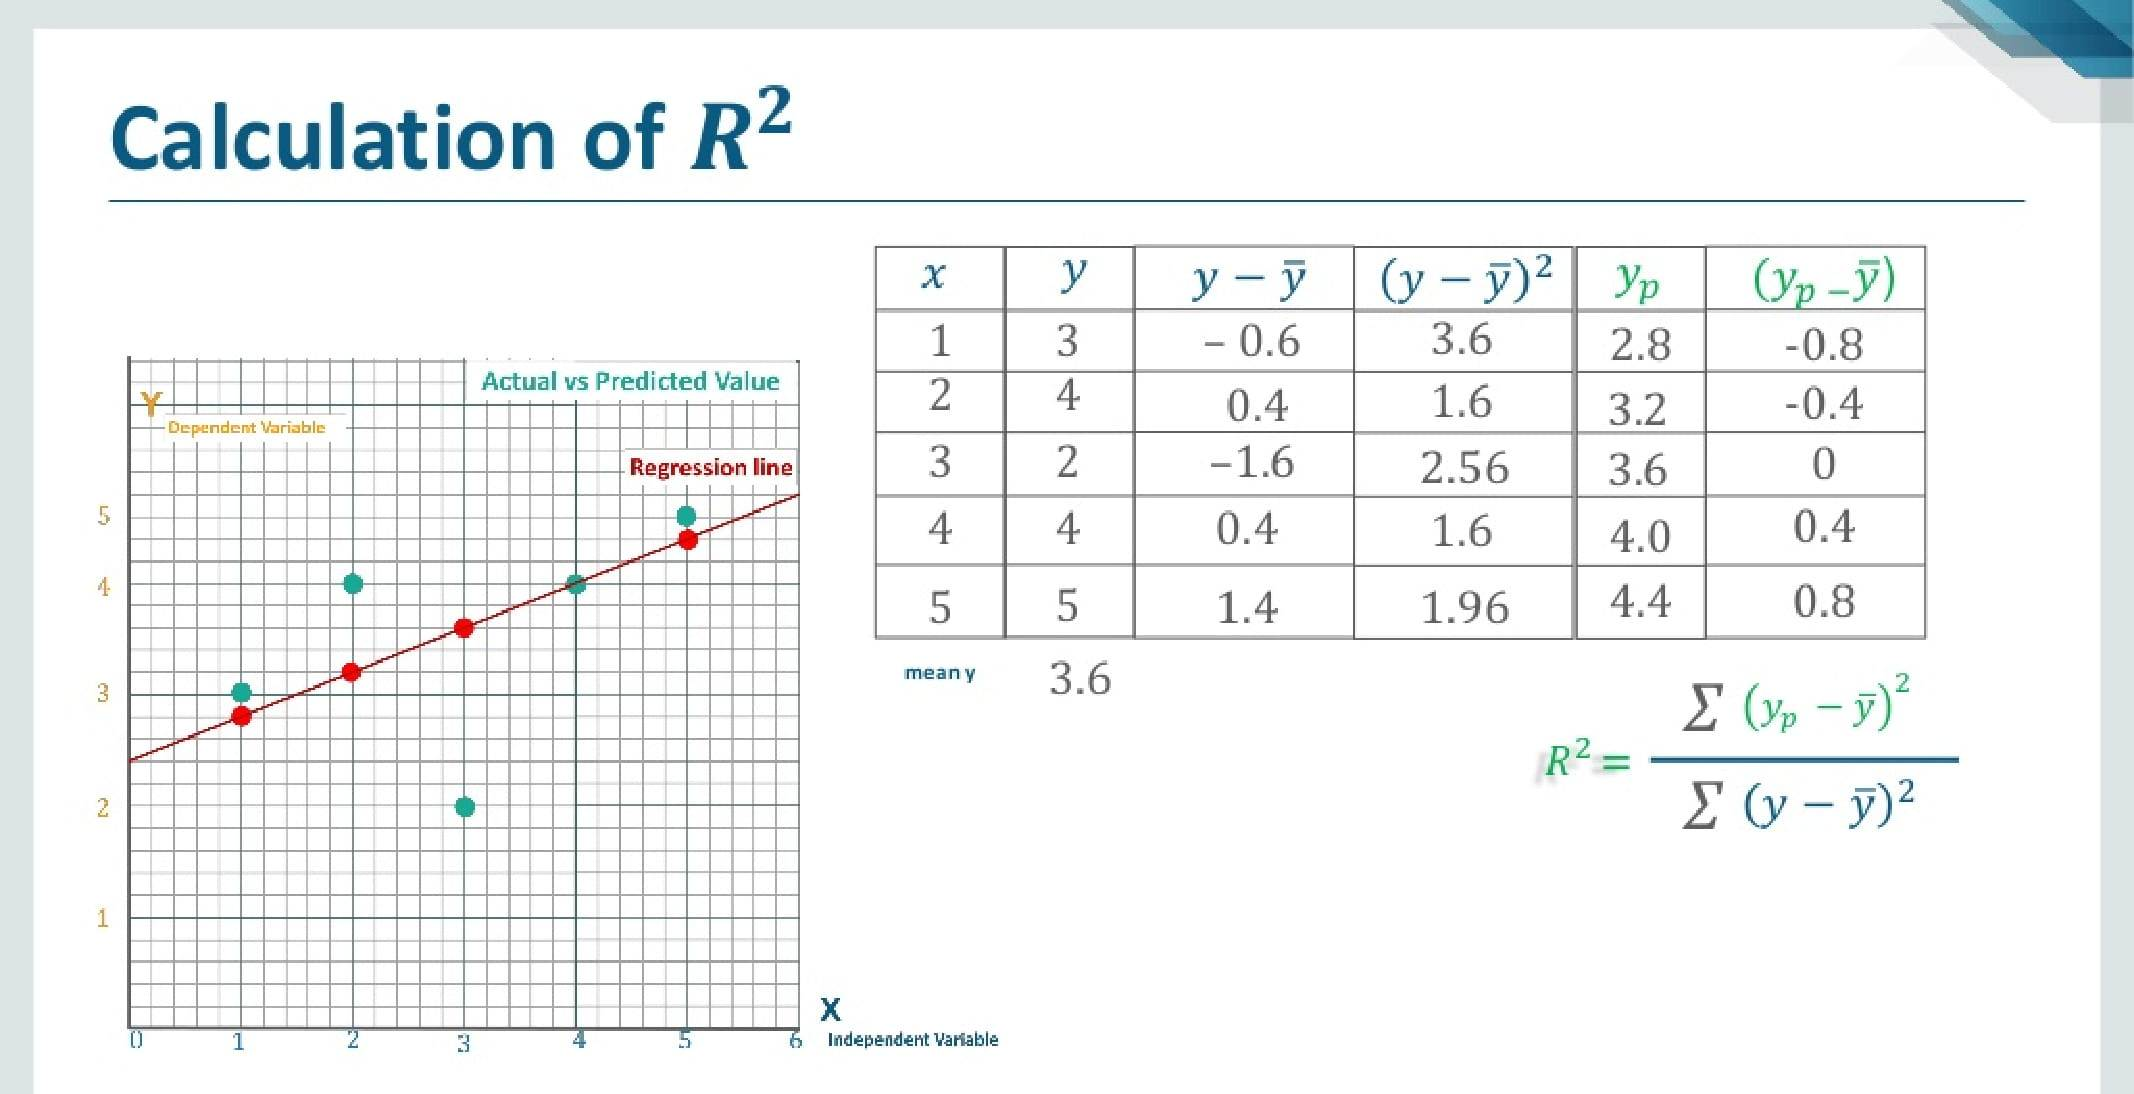 Calculation of R²
Actual vs Predicted Value
Y
Dependent Variable
Regression line
5
4
3
2
1
0 1 2 3 4 5 6
X
Independent Variable
x y y − ȳ (y − ȳ)² yₚ (yₚ − ȳ)
1 3 − 0.6 3.6 2.8 -0.8
2 4 0.4 1.6 3.2 -0.4
3 2 −1.6 2.56 3.6 0
4 4 0.4 1.6 4.0 0.4
5 5 1.4 1.96 4.4 0.8
mean y 3.6
R² =
∑ (yₚ − ȳ)²
∑ (y − ȳ)²